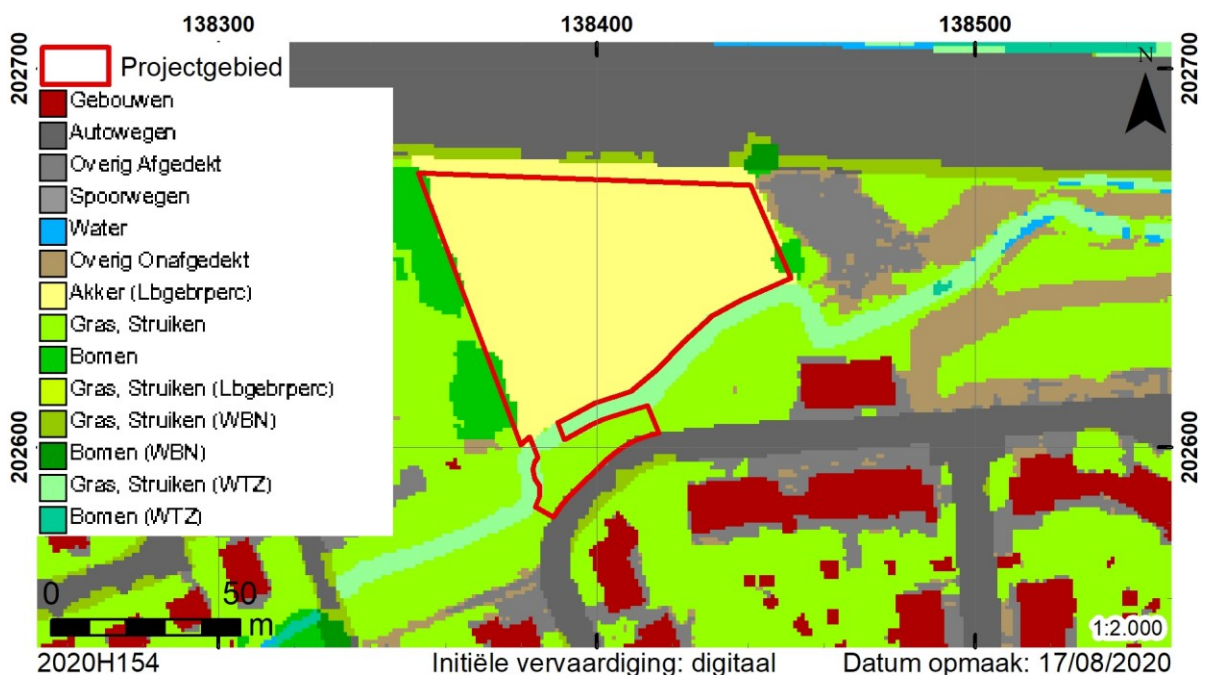 138300 138400 138500
202700 202700
N
Projectgebied
Gebouwen
Autowegen
Overig Afgedekt
Spoorwegen
Water
Overig Onafgedekt
Akker (Lbgebrperc)
Gras, Struiken
Bomen
Gras, Struiken (Lbgebrperc)
Gras, Struiken (WBN)
Bomen (WBN)
Gras, Struiken (WTZ)
Bomen (WTZ)
202600 202600
0 50
m
1:2.000
2020H154 Initiële vervaardiging: digitaal Datum opmaak: 17/08/2020